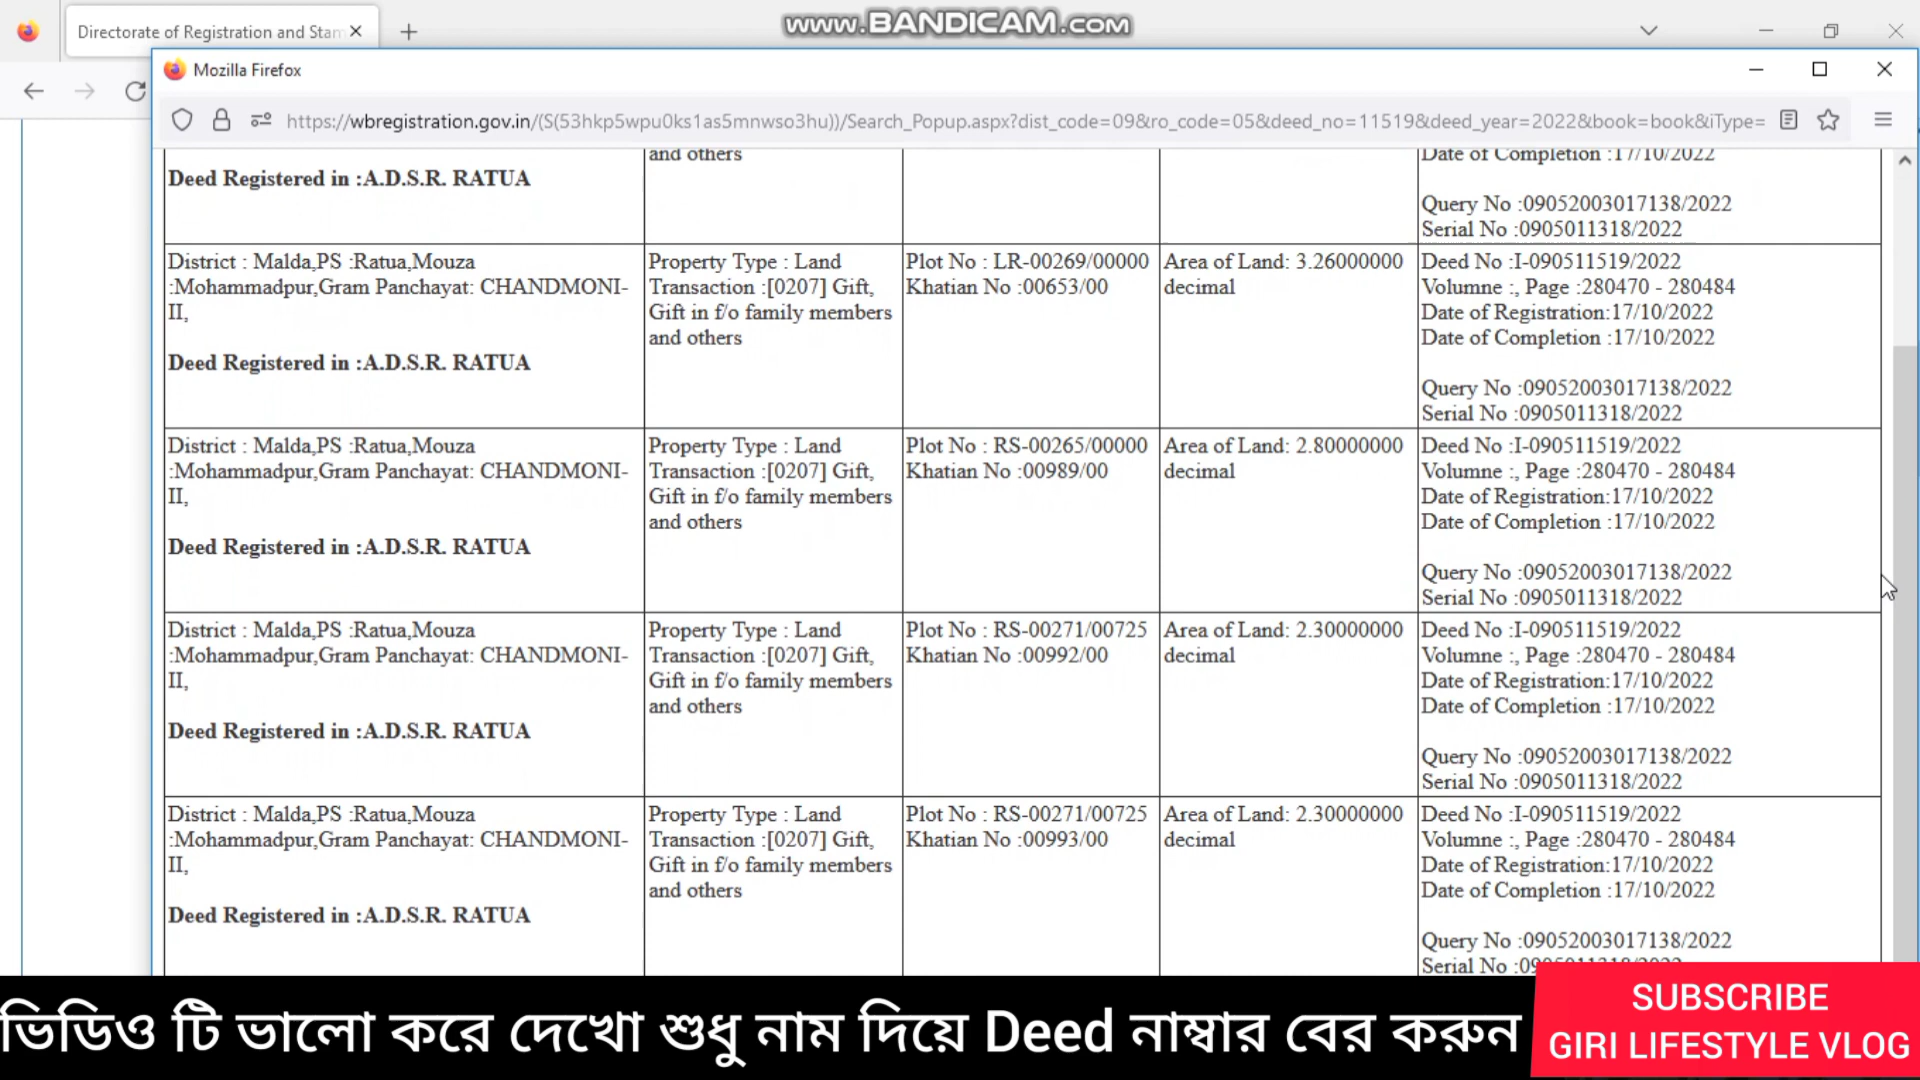 www.BANDICAM.com
Directorate of Registration and Stam
Mozilla Firefox
https://wbregistration.gov.in/(S(53hkp5wpu0ks1as5mnwso3hu))/Search_Popup.aspx?dist_code=09&ro_code=05&deed_no=11519&deed_year=2022&book=book&iType=
and others
Date of Completion :17/10/2022
Deed Registered in :A.D.S.R. RATUA
Query No :09052003017138/2022
Serial No :0905011318/2022
District : Malda,PS :Ratua,Mouza
:Mohammadpur,Gram Panchayat: CHANDMONI-
II,
Deed Registered in :A.D.S.R. RATUA
Property Type : Land
Transaction :[0207] Gift,
Gift in f/o family members
and others
Plot No : LR-00269/00000
Khatian No :00653/00
Area of Land: 3.26000000
decimal
Deed No :I-090511519/2022
Volumne :, Page :280470 - 280484
Date of Registration:17/10/2022
Date of Completion :17/10/2022
Query No :09052003017138/2022
Serial No :0905011318/2022
District : Malda,PS :Ratua,Mouza
:Mohammadpur,Gram Panchayat: CHANDMONI-
II,
Deed Registered in :A.D.S.R. RATUA
Property Type : Land
Transaction :[0207] Gift,
Gift in f/o family members
and others
Plot No : RS-00265/00000
Khatian No :00989/00
Area of Land: 2.80000000
decimal
Deed No :I-090511519/2022
Volumne :, Page :280470 - 280484
Date of Registration:17/10/2022
Date of Completion :17/10/2022
Query No :09052003017138/2022
Serial No :0905011318/2022
District : Malda,PS :Ratua,Mouza
:Mohammadpur,Gram Panchayat: CHANDMONI-
II,
Deed Registered in :A.D.S.R. RATUA
Property Type : Land
Transaction :[0207] Gift,
Gift in f/o family members
and others
Plot No : RS-00271/00725
Khatian No :00992/00
Area of Land: 2.30000000
decimal
Deed No :I-090511519/2022
Volumne :, Page :280470 - 280484
Date of Registration:17/10/2022
Date of Completion :17/10/2022
Query No :09052003017138/2022
Serial No :0905011318/2022
District : Malda,PS :Ratua,Mouza
:Mohammadpur,Gram Panchayat: CHANDMONI-
II,
Deed Registered in :A.D.S.R. RATUA
Property Type : Land
Transaction :[0207] Gift,
Gift in f/o family members
and others
Plot No : RS-00271/00725
Khatian No :00993/00
Area of Land: 2.30000000
decimal
Deed No :I-090511519/2022
Volumne :, Page :280470 - 280484
Date of Registration:17/10/2022
Date of Completion :17/10/2022
Query No :09052003017138/2022
Serial No
ভিডিও টি ভালো করে দেখো শুধু নাম দিয়ে Deed নাম্বার বের করুন
SUBSCRIBE
GIRI LIFESTYLE VLOG